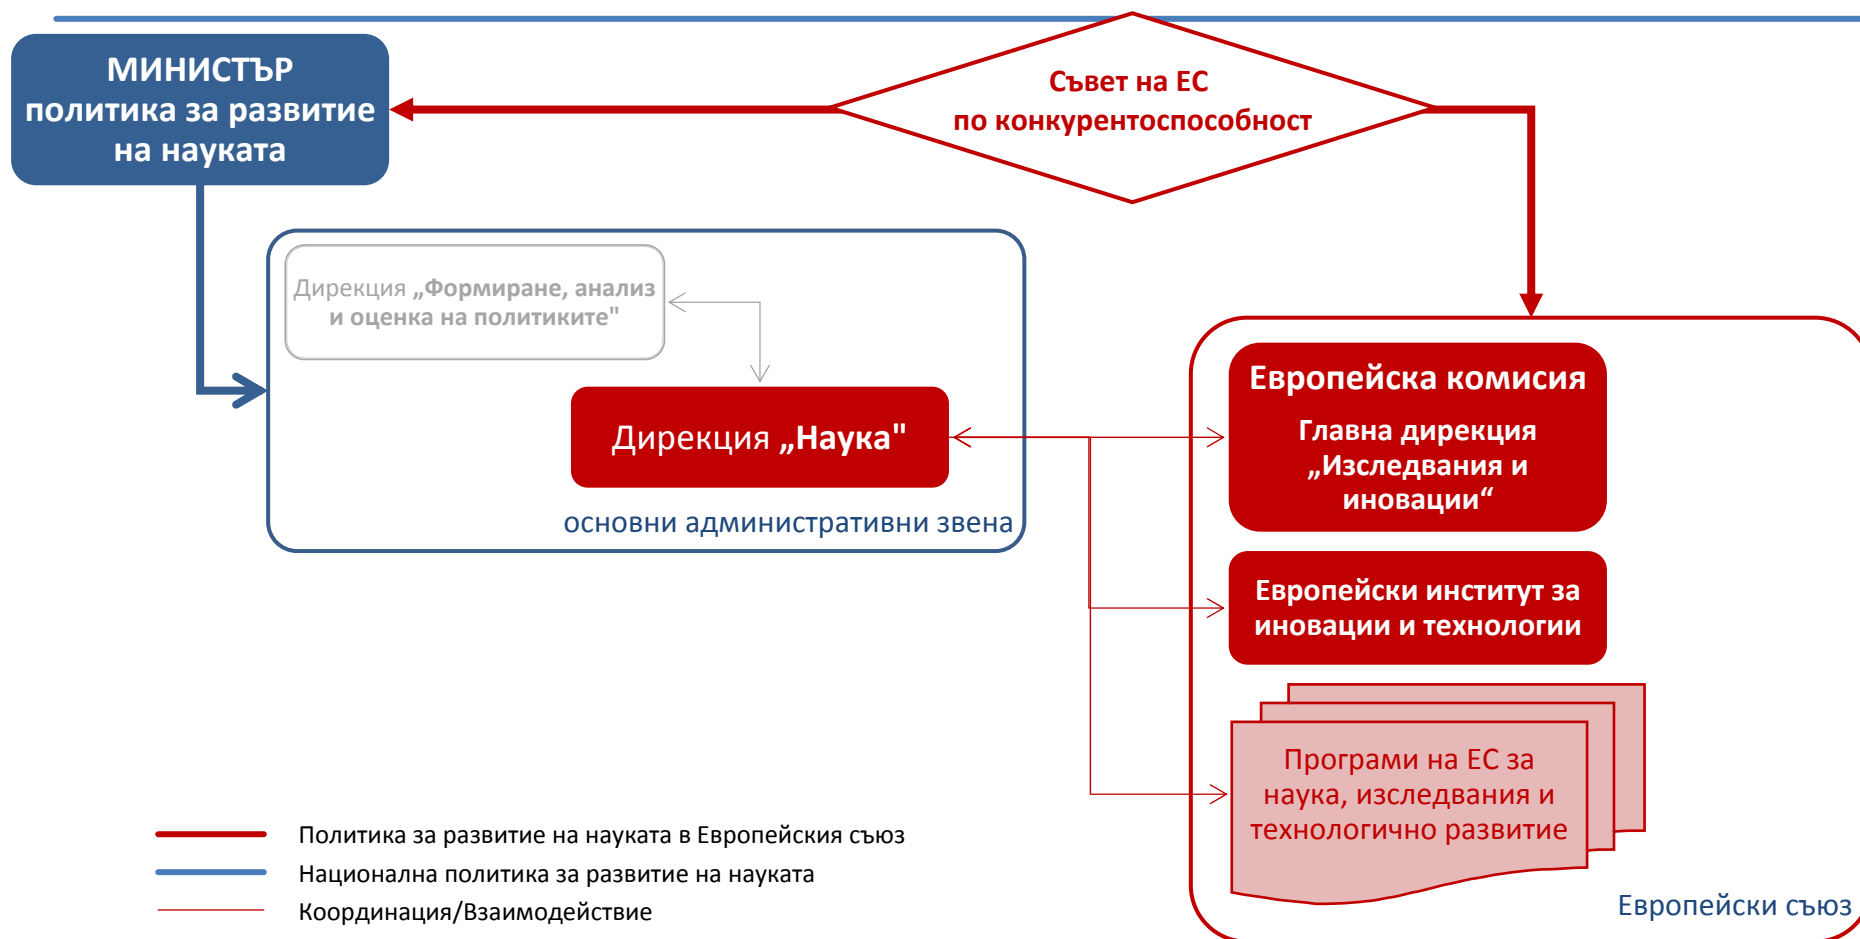 МИНИСТЪР
политика за развитие
на науката
Съвет на ЕС
по конкурентоспособност
Дирекция „Формиране, анализ
и оценка на политиките"
Дирекция „Наука"
основни административни звена
Европейска комисия
Главна дирекция
„Изследвания и
иновации“
Европейски институт за
иновации и технологии
Програми на ЕС за
наука, изследвания и
технологично развитие
Европейски съюз
Политика за развитие на науката в Европейския съюз
Национална политика за развитие на науката
Координация/Взаимодействие